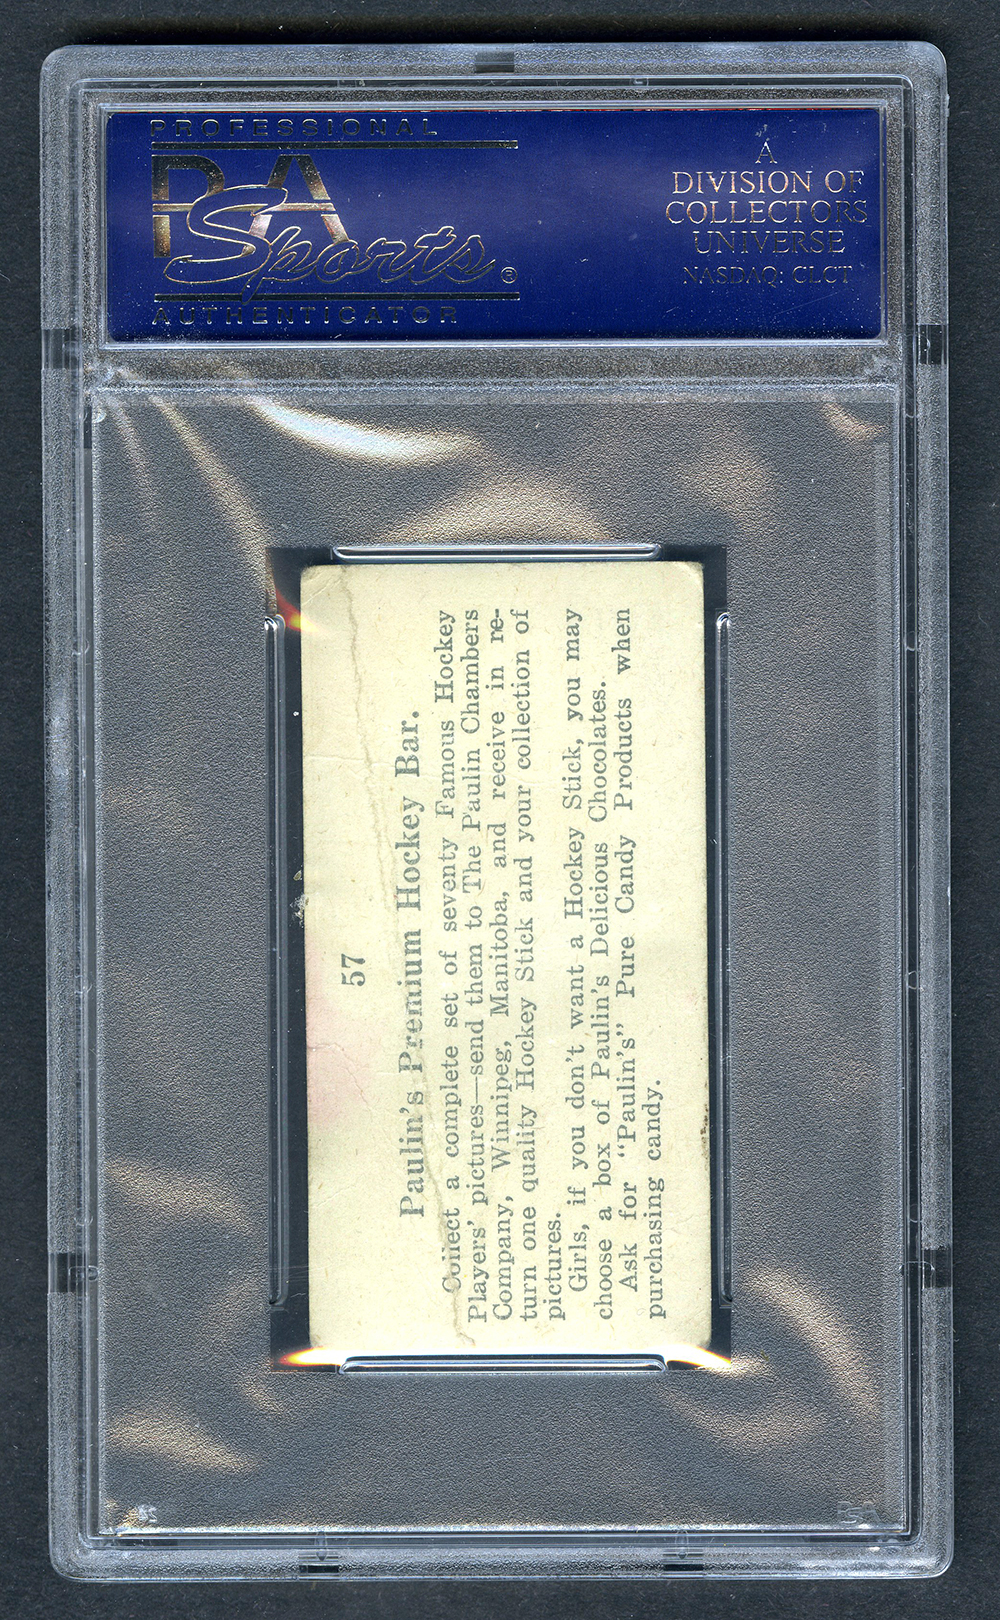 PROFESSIONAL
PSA
Sports®
AUTHENTICATOR
A
DIVISION OF
COLLECTORS
UNIVERSE
NASDAQ: CLCT
57
Paulin's Premium Hockey Bar.
Collect a complete set of seventy Famous Hockey
Players' pictures—send them to The Paulin Chambers
Company, Winnipeg, Manitoba, and receive in re-
turn one quality Hockey Stick and your collection of
pictures.
Girls, if you don't want a Hockey Stick, you may
choose a box of Paulin's Delicious Chocolates.
Ask for "Paulin's" Pure Candy Products when
purchasing candy.